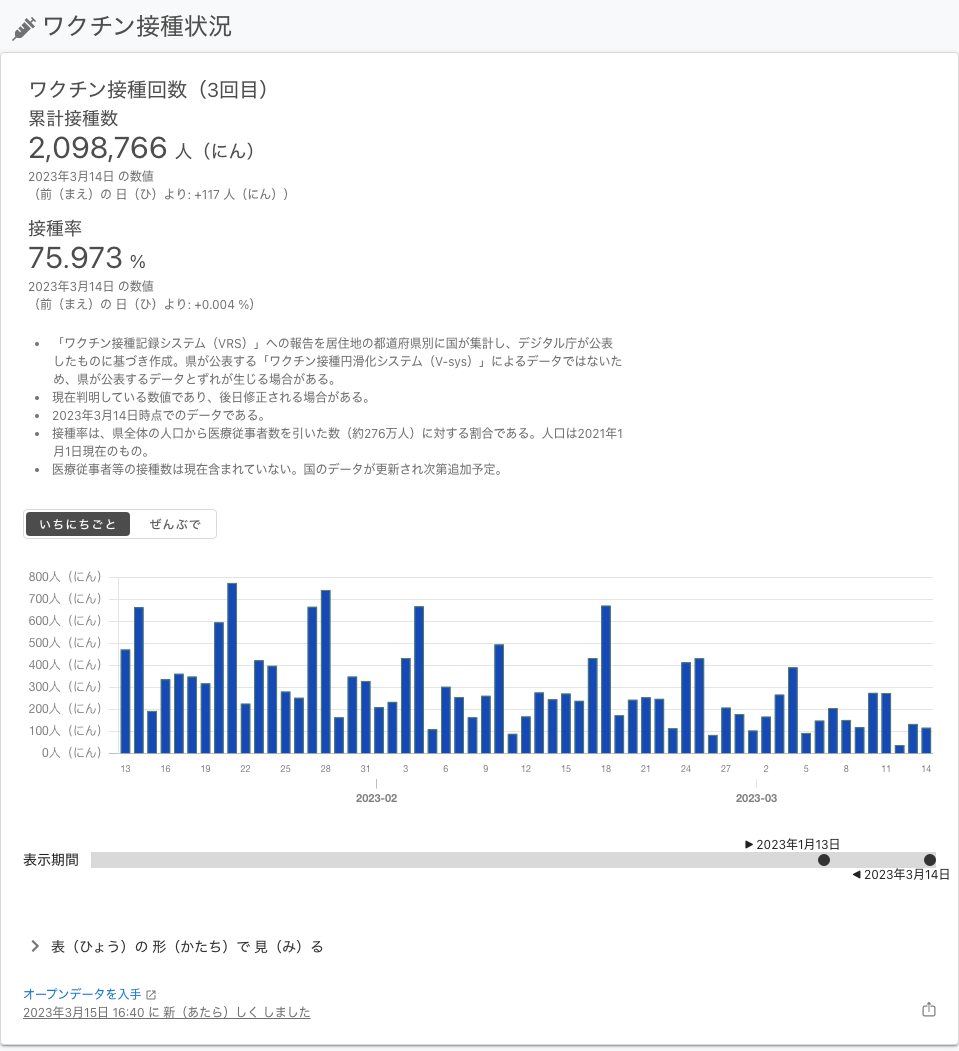 ワクチン接種状況
ワクチン接種回数（3回目）
累計接種数
2,098,766 人（にん）
2023年3月14日 の数値
（前（まえ）の 日（ひ）より: +117 人（にん））
接種率
75.973 %
2023年3月14日 の数値
（前（まえ）の 日（ひ）より: +0.004 %）
• 「ワクチン接種記録システム（VRS）」への報告を居住地の都道府県別に国が集計し、デジタル庁が公表
したものに基づき作成。県が公表する「ワクチン接種円滑化システム（V-sys）」によるデータではないた
め、県が公表するデータとずれが生じる場合がある。
• 現在判明している数値であり、後日修正される場合がある。
• 2023年3月14日時点でのデータである。
• 接種率は、県全体の人口から医療従事者数を引いた数（約276万人）に対する割合である。人口は2021年1
月1日現在のもの。
• 医療従事者等の接種数は現在含まれていない。国のデータが更新され次第追加予定。
いちにちごと ぜんぶで
800人（にん）
700人（にん）
600人（にん）
500人（にん）
400人（にん）
300人（にん）
200人（にん）
100人（にん）
0人（にん）
13 16 19 22 25 28 31 3 6 9 12 15 18 21 24 27 2 5 8 11 14
2023-02 2023-03
▶ 2023年1月13日
表示期間
◀ 2023年3月14日
表（ひょう）の 形（かたち）で 見（み）る
オープンデータを入手
2023年3月15日 16:40 に 新（あたら）しく しました